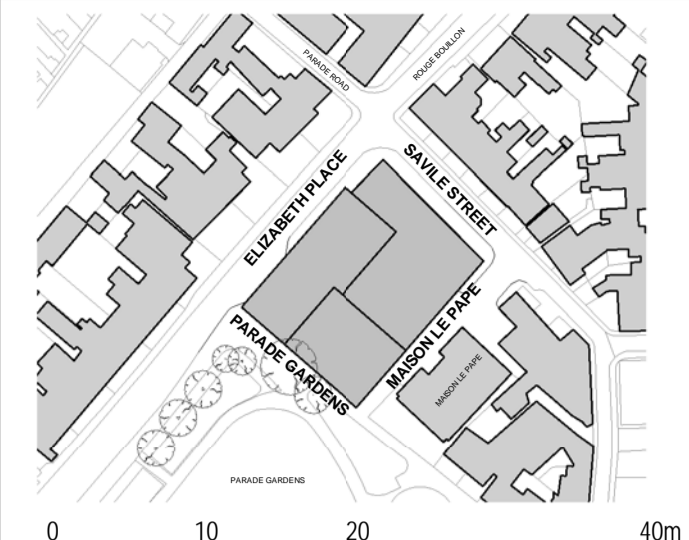 PARADE ROAD
ROUGE BOUILLON
ELIZABETH PLACE
SAVILE STREET
PARADE GARDENS
MAISON LE PAPE
MAISON LE PAPE
PARADE GARDENS
0 10 20 40m